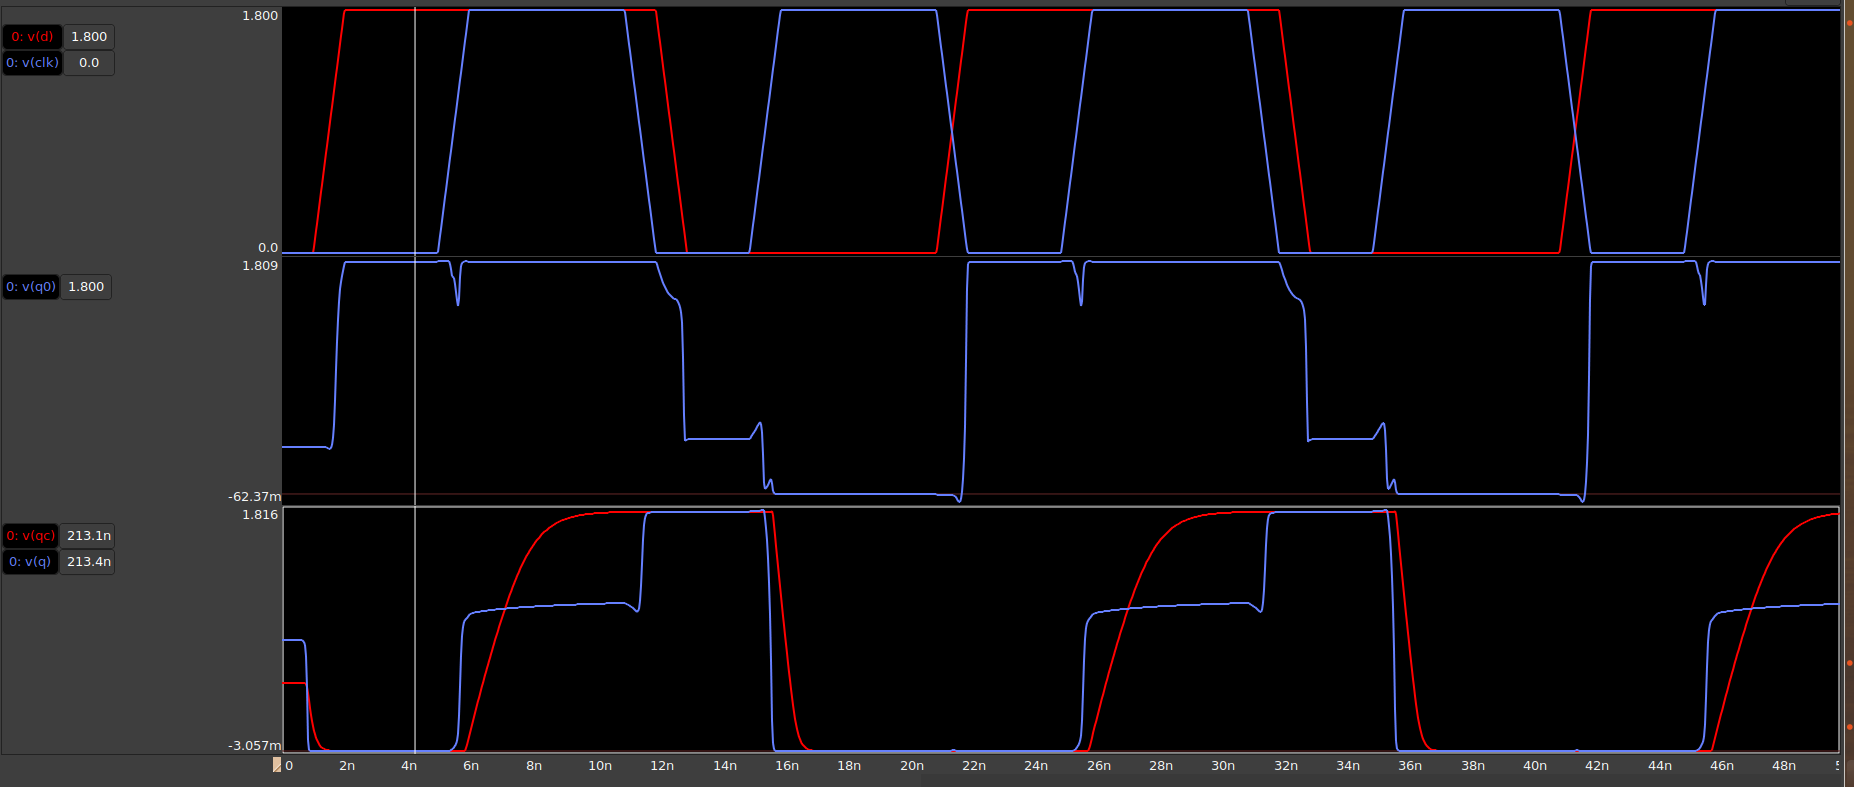 1.800
0: v(d) 1.800
0: v(clk) 0.0
0.0
1.809
0: v(q0) 1.800
-62.37m
1.816
0: v(qc) 213.1n
0: v(q) 213.4n
-3.057m
0 2n 4n 6n 8n 10n 12n 14n 16n 18n 20n 22n 24n 26n 28n 30n 32n 34n 36n 38n 40n 42n 44n 46n 48n